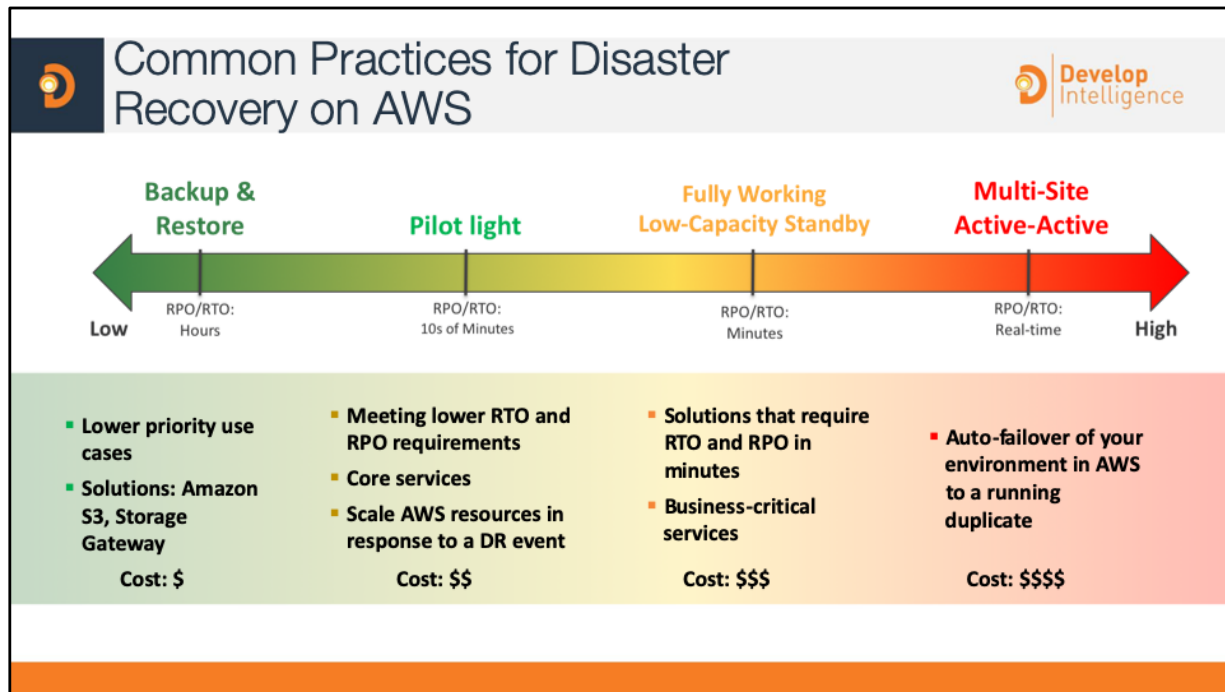 Common Practices for Disaster
Recovery on AWS
Develop
Intelligence
Backup &
Restore
Pilot light
Fully Working
Low-Capacity Standby
Multi-Site
Active-Active
Low
RPO/RTO:
Hours
RPO/RTO:
10s of Minutes
RPO/RTO:
Minutes
RPO/RTO:
Real-time
High
▪ Lower priority use
cases
▪ Solutions: Amazon
S3, Storage
Gateway
Cost: $
▪ Meeting lower RTO and
RPO requirements
▪ Core services
▪ Scale AWS resources in
response to a DR event
Cost: $$
▪ Solutions that require
RTO and RPO in
minutes
▪ Business-critical
services
Cost: $$$
▪ Auto-failover of your
environment in AWS
to a running
duplicate
Cost: $$$$